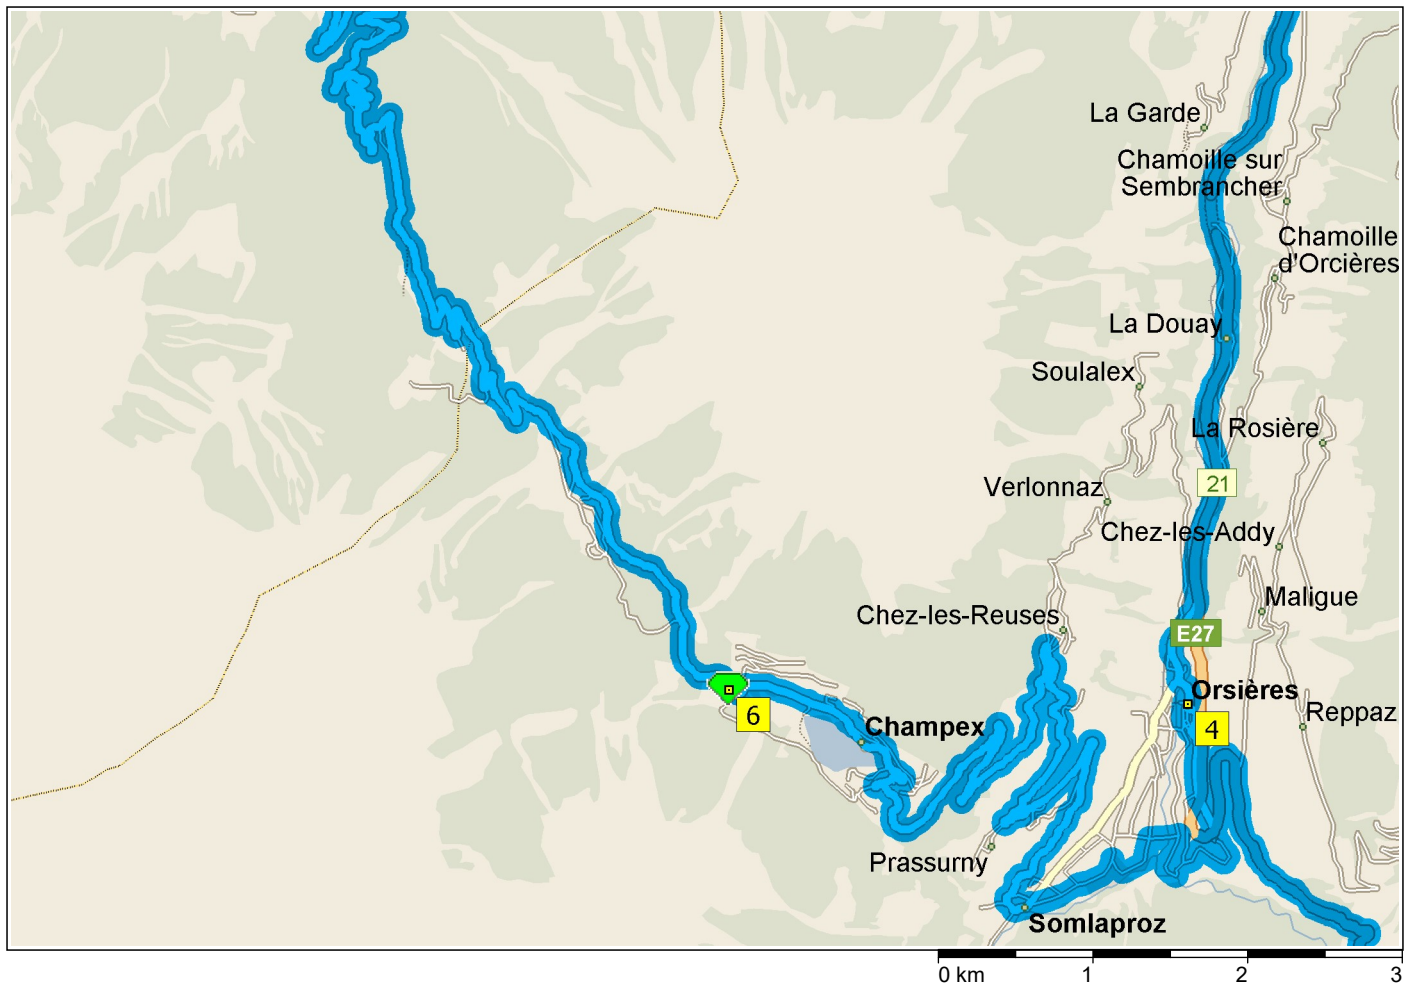 La Garde
Chamoille sur
Sembrancher
Chamoille
d'Orcières
La Douay
Soulalex
La Rosière
21
Verlonnaz
Chez-les-Addy
Maligue
Chez-les-Reuses
E27
Orsières
Reppaz
6
Champex
4
Prassurny
Somlaproz
0 km 1 2 3